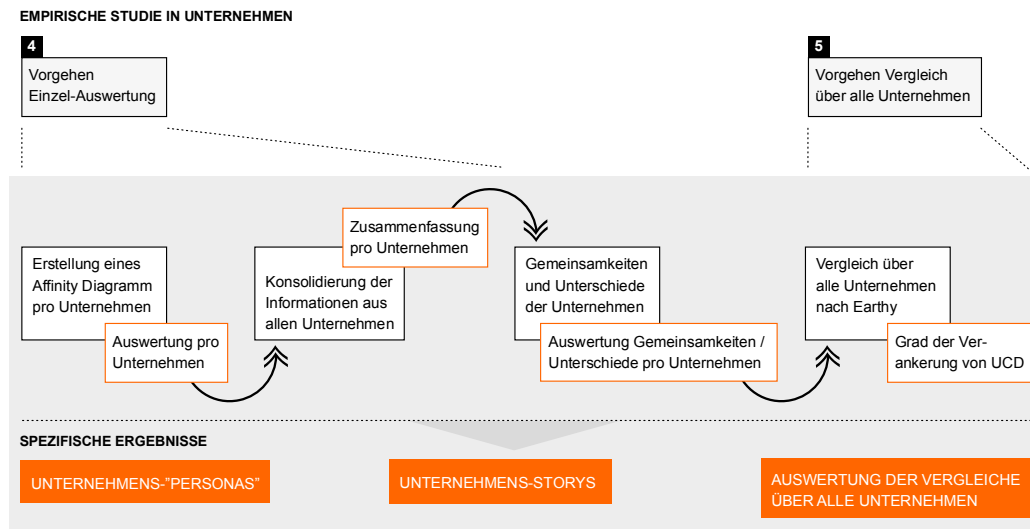 EMPIRISCHE STUDIE IN UNTERNEHMEN
4
Vorgehen
Einzel-Auswertung
5
Vorgehen Vergleich
über alle Unternehmen
Erstellung eines
Affinity Diagramm
pro Unternehmen
Auswertung pro
Unternehmen
Konsolidierung der
Informationen aus
allen Unternehmen
Zusammenfassung
pro Unternehmen
Gemeinsamkeiten
und Unterschiede
der Unternehmen
Auswertung Gemeinsamkeiten /
Unterschiede pro Unternehmen
Vergleich über
alle Unternehmen
nach Earthy
Grad der Ver-
ankerung von UCD
SPEZIFISCHE ERGEBNISSE
UNTERNEHMENS-”PERSONAS”
UNTERNEHMENS-STORYS
AUSWERTUNG DER VERGLEICHE
ÜBER ALLE UNTERNEHMEN